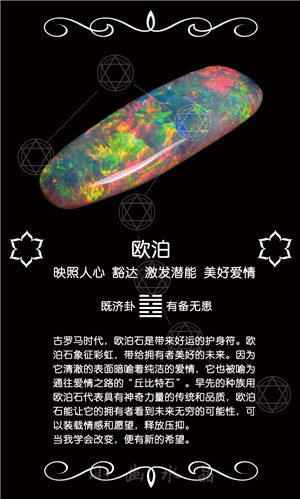 欧泊
映照人心 豁达 激发潜能 美好爱情
既济卦 有备无患
古罗马时代，欧泊石是带来好运的护身符。欧
泊石象征彩虹，带给拥有者美好的未来。因为
它清澈的表面暗喻着纯洁的爱情，它也被喻为
通往爱情之路的“丘比特石”。早先的种族用
欧泊石代表具有神奇力量的传统和品质，欧泊
石能让它的拥有者看到未来无穷的可能性，可
以装载情感和愿望，释放压抑。
当我学会改变，便有新的希望。